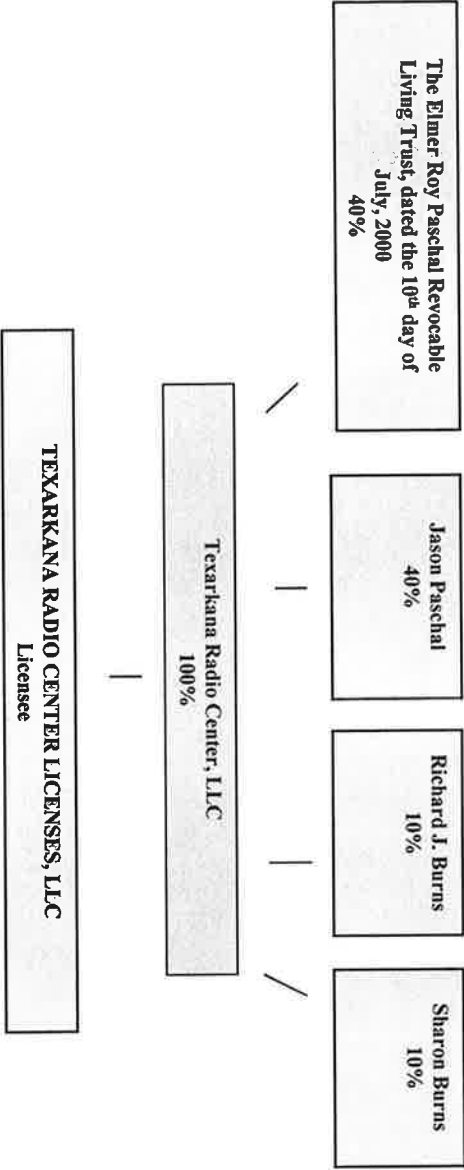 The Elmer Roy Paschal Revocable
Living Trust, dated the 10th day of
July, 2000
40%
Jason Paschal
40%
Richard J. Burns
10%
Sharon Burns
10%
Texarkana Radio Center, LLC
100%
TEXARKANA RADIO CENTER LICENSES, LLC
Licensee